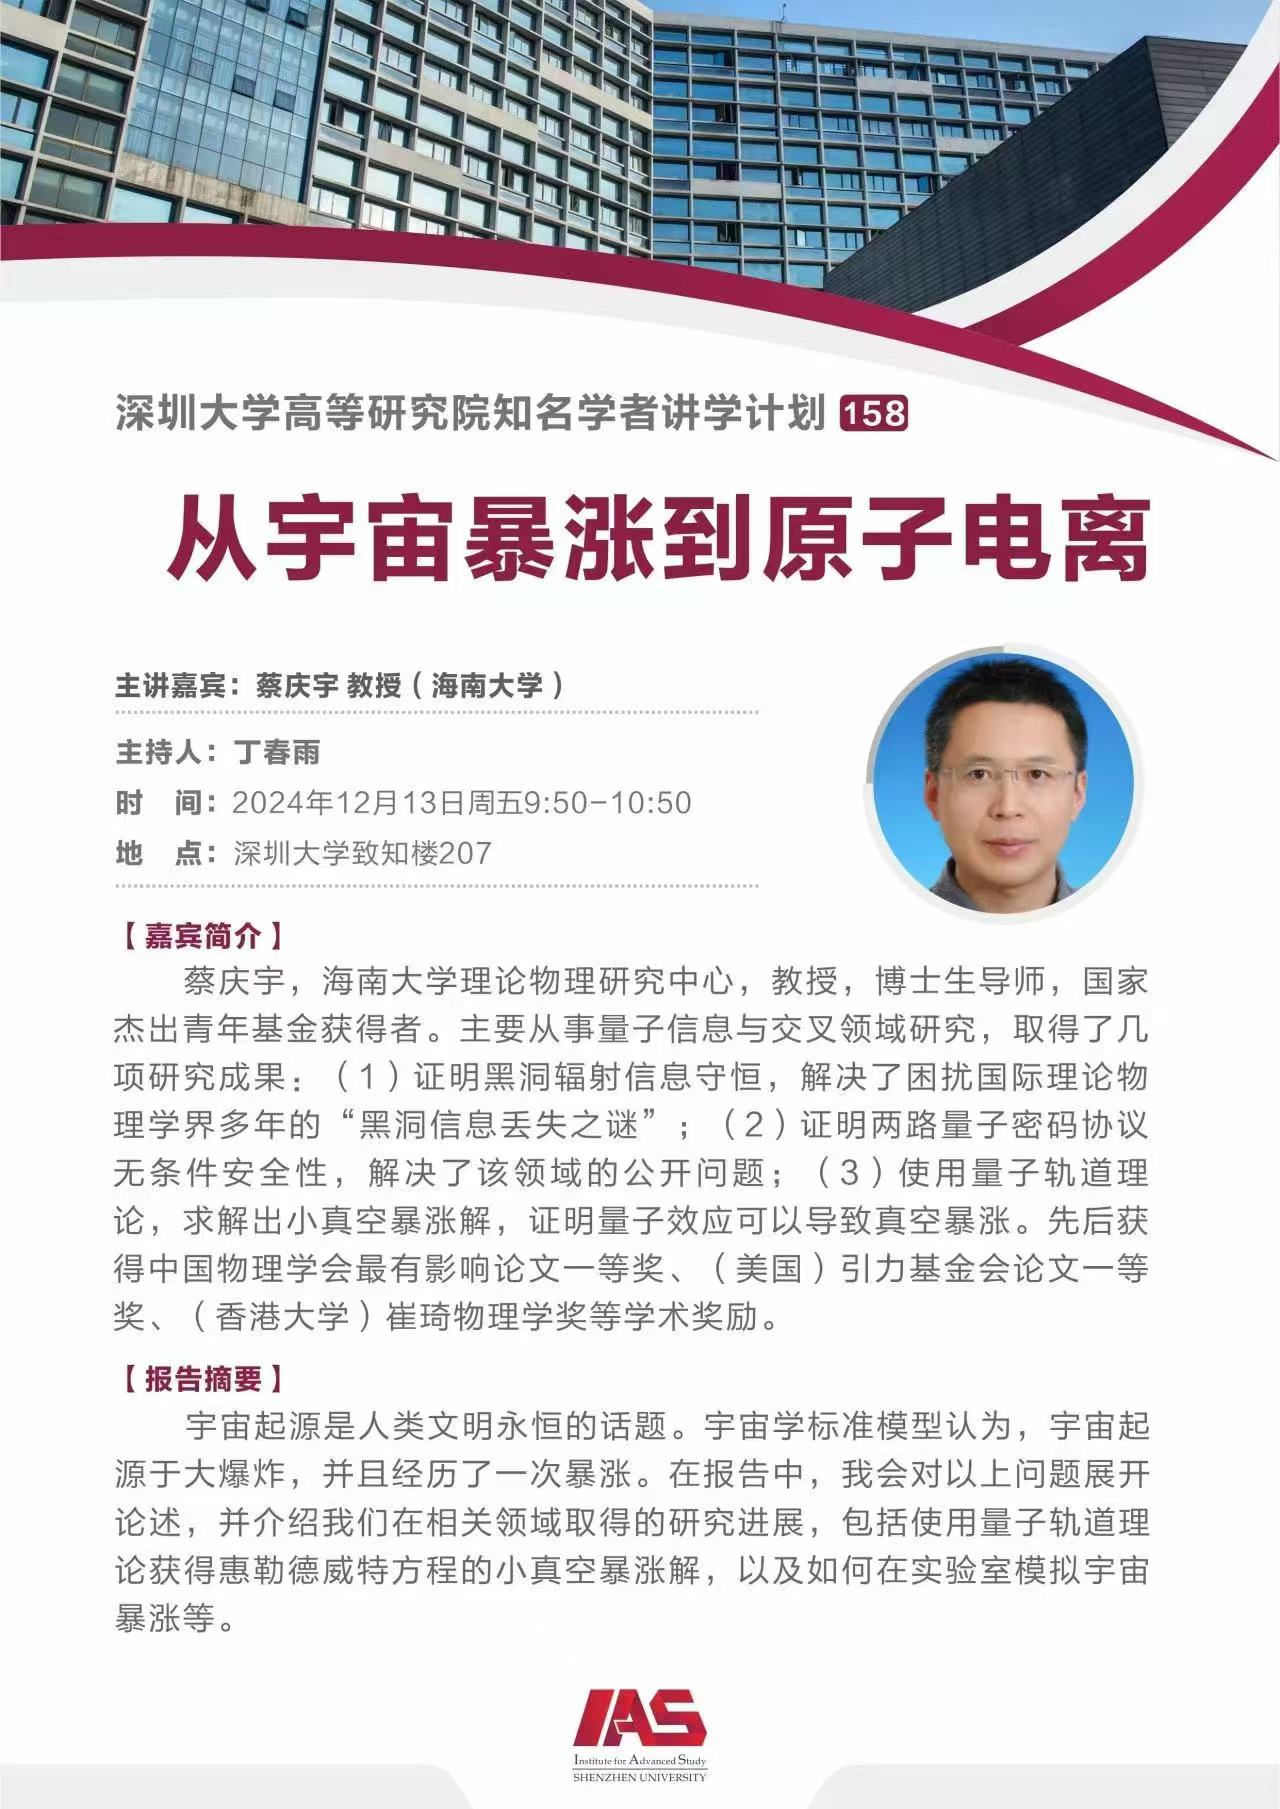 深圳大学高等研究院知名学者讲学计划 158
从宇宙暴涨到原子电离
主讲嘉宾：蔡庆宇 教授（海南大学）
主持人：丁春雨
时　间：2024年12月13日周五9:50-10:50
地　点：深圳大学致知楼207
【嘉宾简介】
蔡庆宇，海南大学理论物理研究中心，教授，博士生导师，国家
杰出青年基金获得者。主要从事量子信息与交叉领域研究，取得了几
项研究成果：（1）证明黑洞辐射信息守恒，解决了困扰国际理论物
理学界多年的“黑洞信息丢失之谜”；（2）证明两路量子密码协议
无条件安全性，解决了该领域的公开问题；（3）使用量子轨道理
论，求解出小真空暴涨解，证明量子效应可以导致真空暴涨。先后获
得中国物理学会最有影响论文一等奖、（美国）引力基金会论文一等
奖、（香港大学）崔琦物理学奖等学术奖励。
【报告摘要】
宇宙起源是人类文明永恒的话题。宇宙学标准模型认为，宇宙起
源于大爆炸，并且经历了一次暴涨。在报告中，我会对以上问题展开
论述，并介绍我们在相关领域取得的研究进展，包括使用量子轨道理
论获得惠勒德威特方程的小真空暴涨解，以及如何在实验室模拟宇宙
暴涨等。
IAS
Institute for Advanced Study
SHENZHEN UNIVERSITY